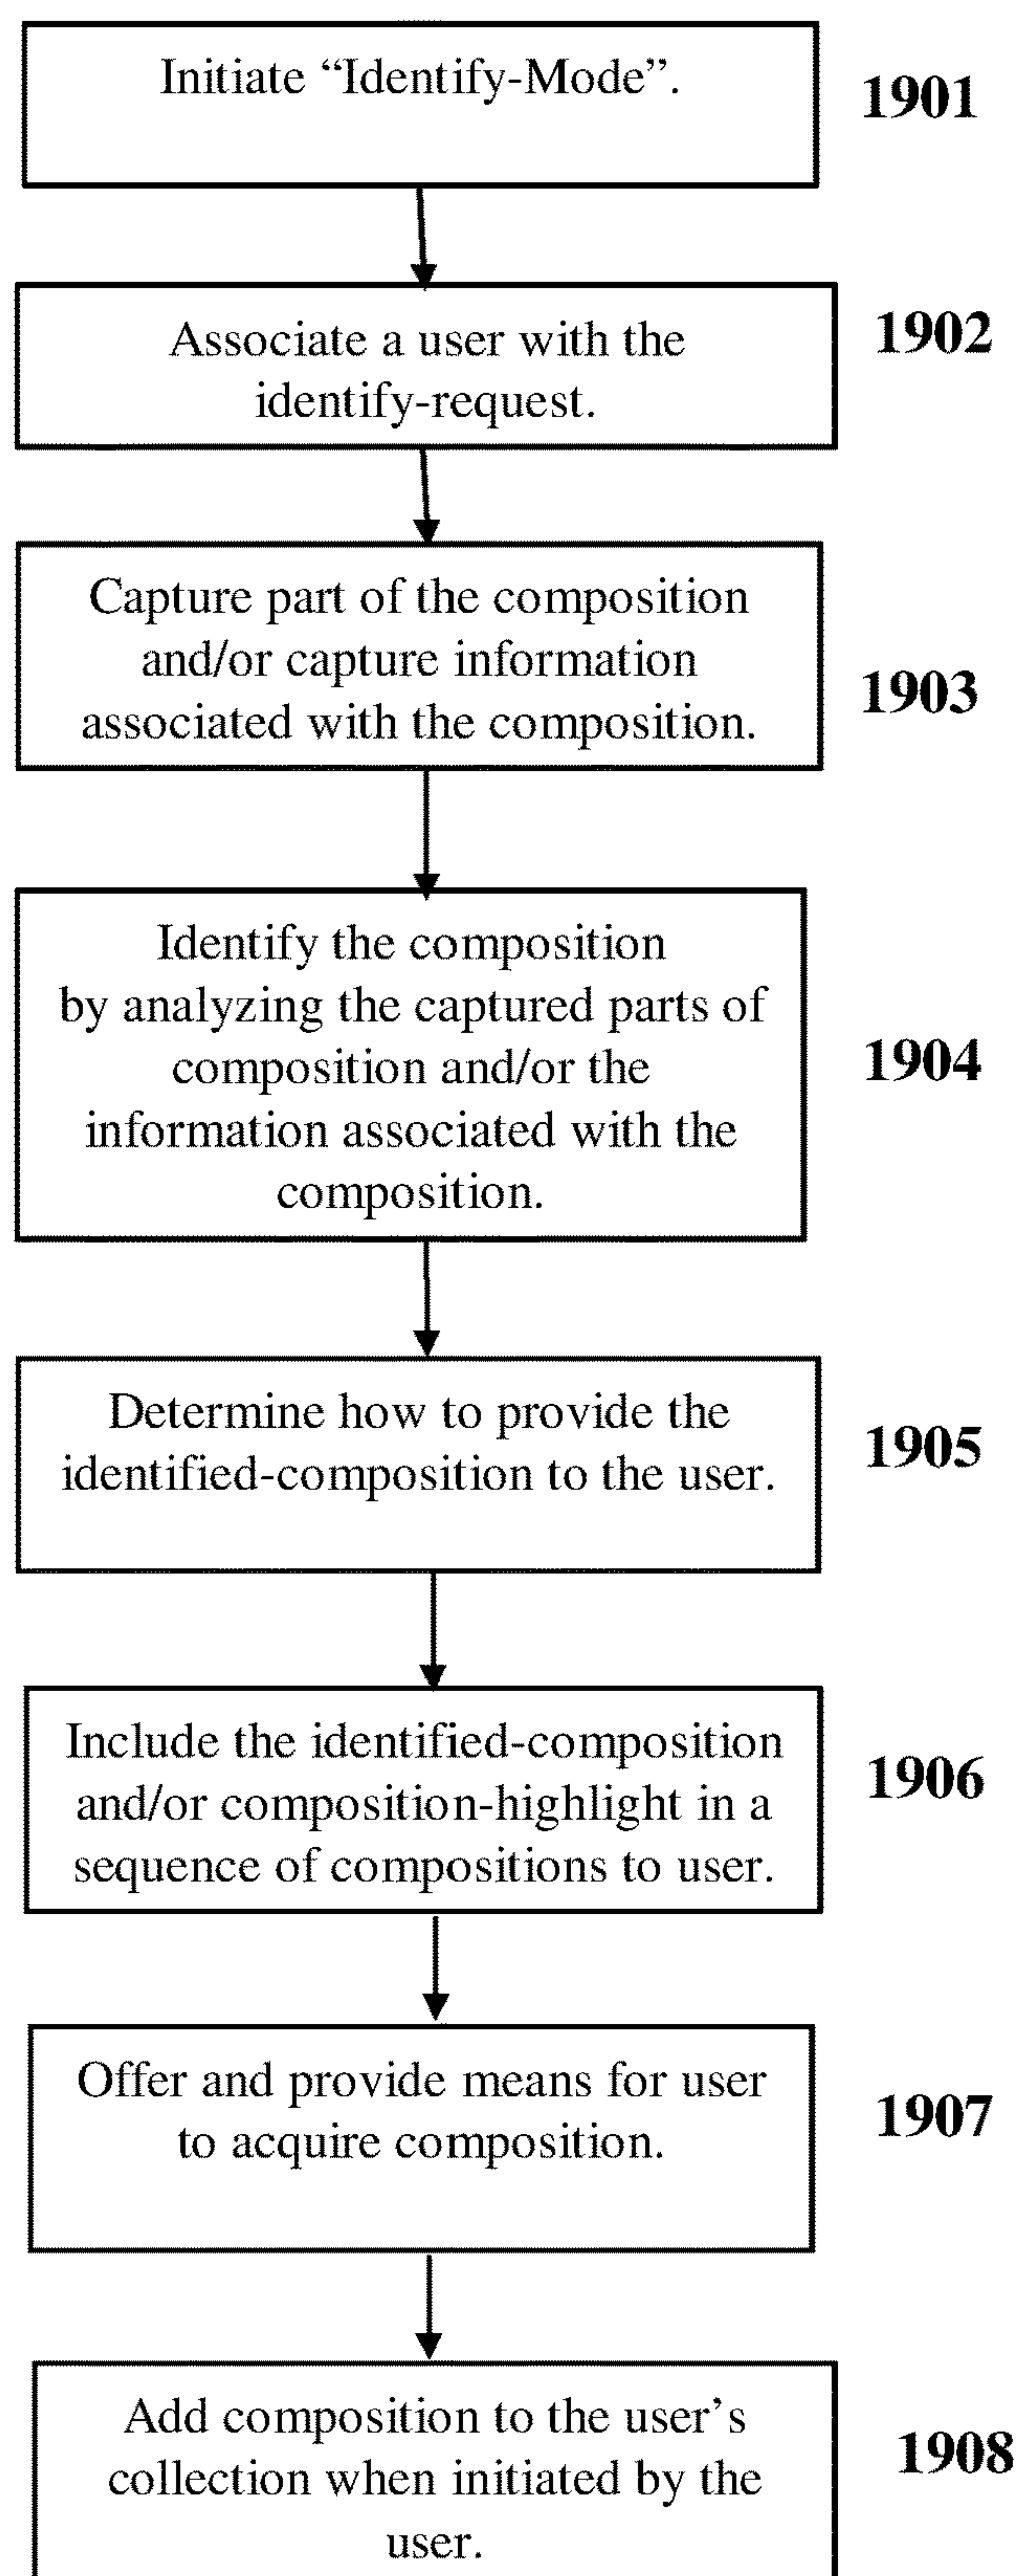 Initiate “Identify-Mode”.
1901
Associate a user with the
identify-request.
1902
Capture part of the composition
and/or capture information
associated with the composition.
1903
Identify the composition
by analyzing the captured parts of
composition and/or the
information associated with the
composition.
1904
Determine how to provide the
identified-composition to the user.
1905
Include the identified-composition
and/or composition-highlight in a
sequence of compositions to user.
1906
Offer and provide means for user
to acquire composition.
1907
Add composition to the user’s
collection when initiated by the
user.
1908